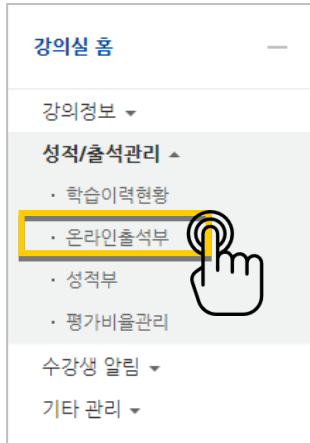 강의실 홈
강의정보
성적/출석관리
· 학습이력현황
· 온라인출석부
· 성적부
· 평가비율관리
수강생 알림
기타 관리